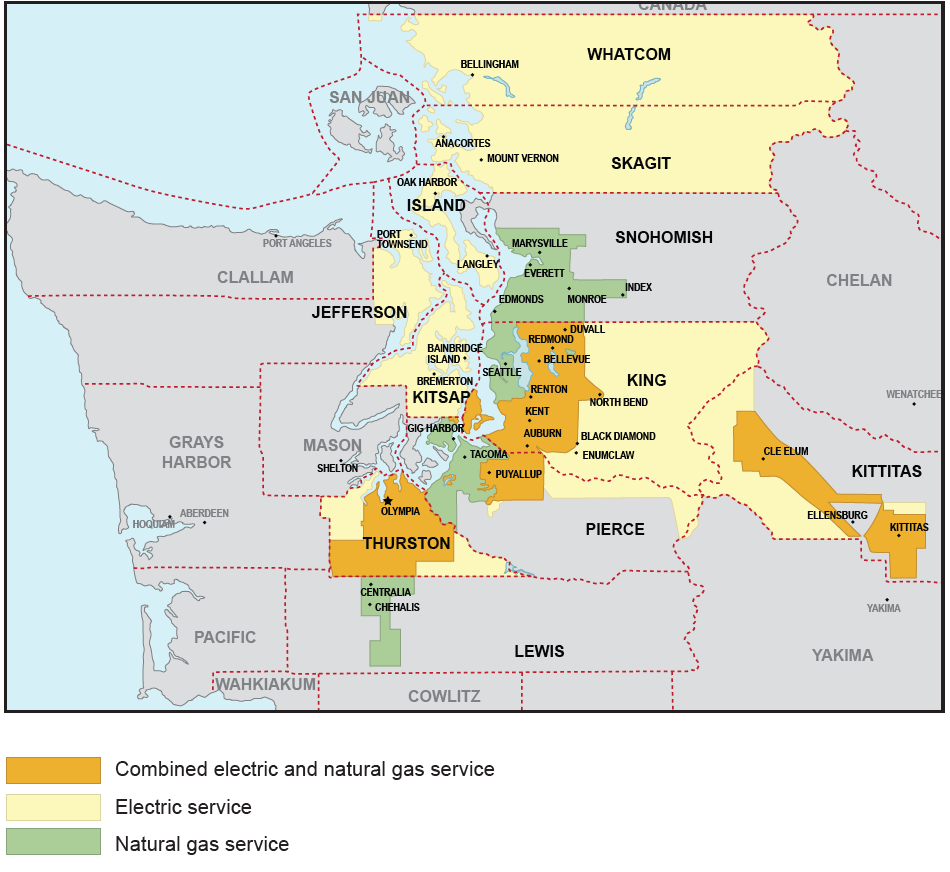 CANADA
WHATCOM
BELLINGHAM
SAN JUAN
ANACORTES
MOUNT VERNON
SKAGIT
OAK HARBOR
ISLAND
PORT
TOWNSEND
PORT ANGELES
MARYSVILLE
SNOHOMISH
LANGLEY
EVERETT
CLALLAM
CHELAN
INDEX
EDMONDS
MONROE
JEFFERSON
DUVALL
REDMOND
BAINBRIDGE
ISLAND
BELLEVUE
SEATTLE
BREMERTON
KING
RENTON
WENATCHEE
KITSAP
NORTH BEND
KENT
GIG HARBOR
AUBURN
BLACK DIAMOND
GRAYS
HARBOR
MASON
ENUMCLAW
CLE ELUM
TACOMA
SHELTON
PUYALLUP
KITTITAS
OLYMPIA
ABERDEEN
HOQUIAM
ELLENSBURG
KITTITAS
PIERCE
THURSTON
CENTRALIA
CHEHALIS
YAKIMA
PACIFIC
LEWIS
YAKIMA
WAHKIAKUM
COWLITZ
Combined electric and natural gas service
Electric service
Natural gas service